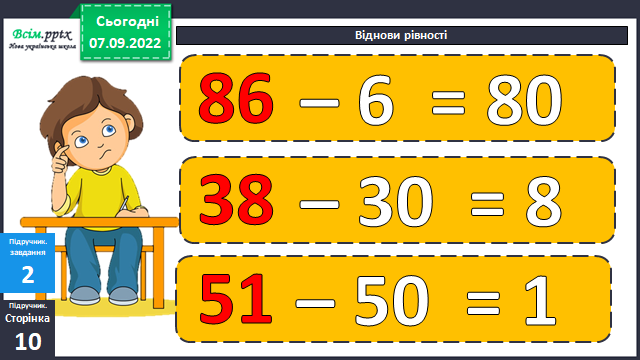 Всім.pptx
Нова українська школа
Сьогодні
07.09.2022
Віднови рівності
86 – 6 = 80
38 – 30 = 8
51 – 50 = 1
Підручник.
завдання
2
Підручник.
Сторінка
10